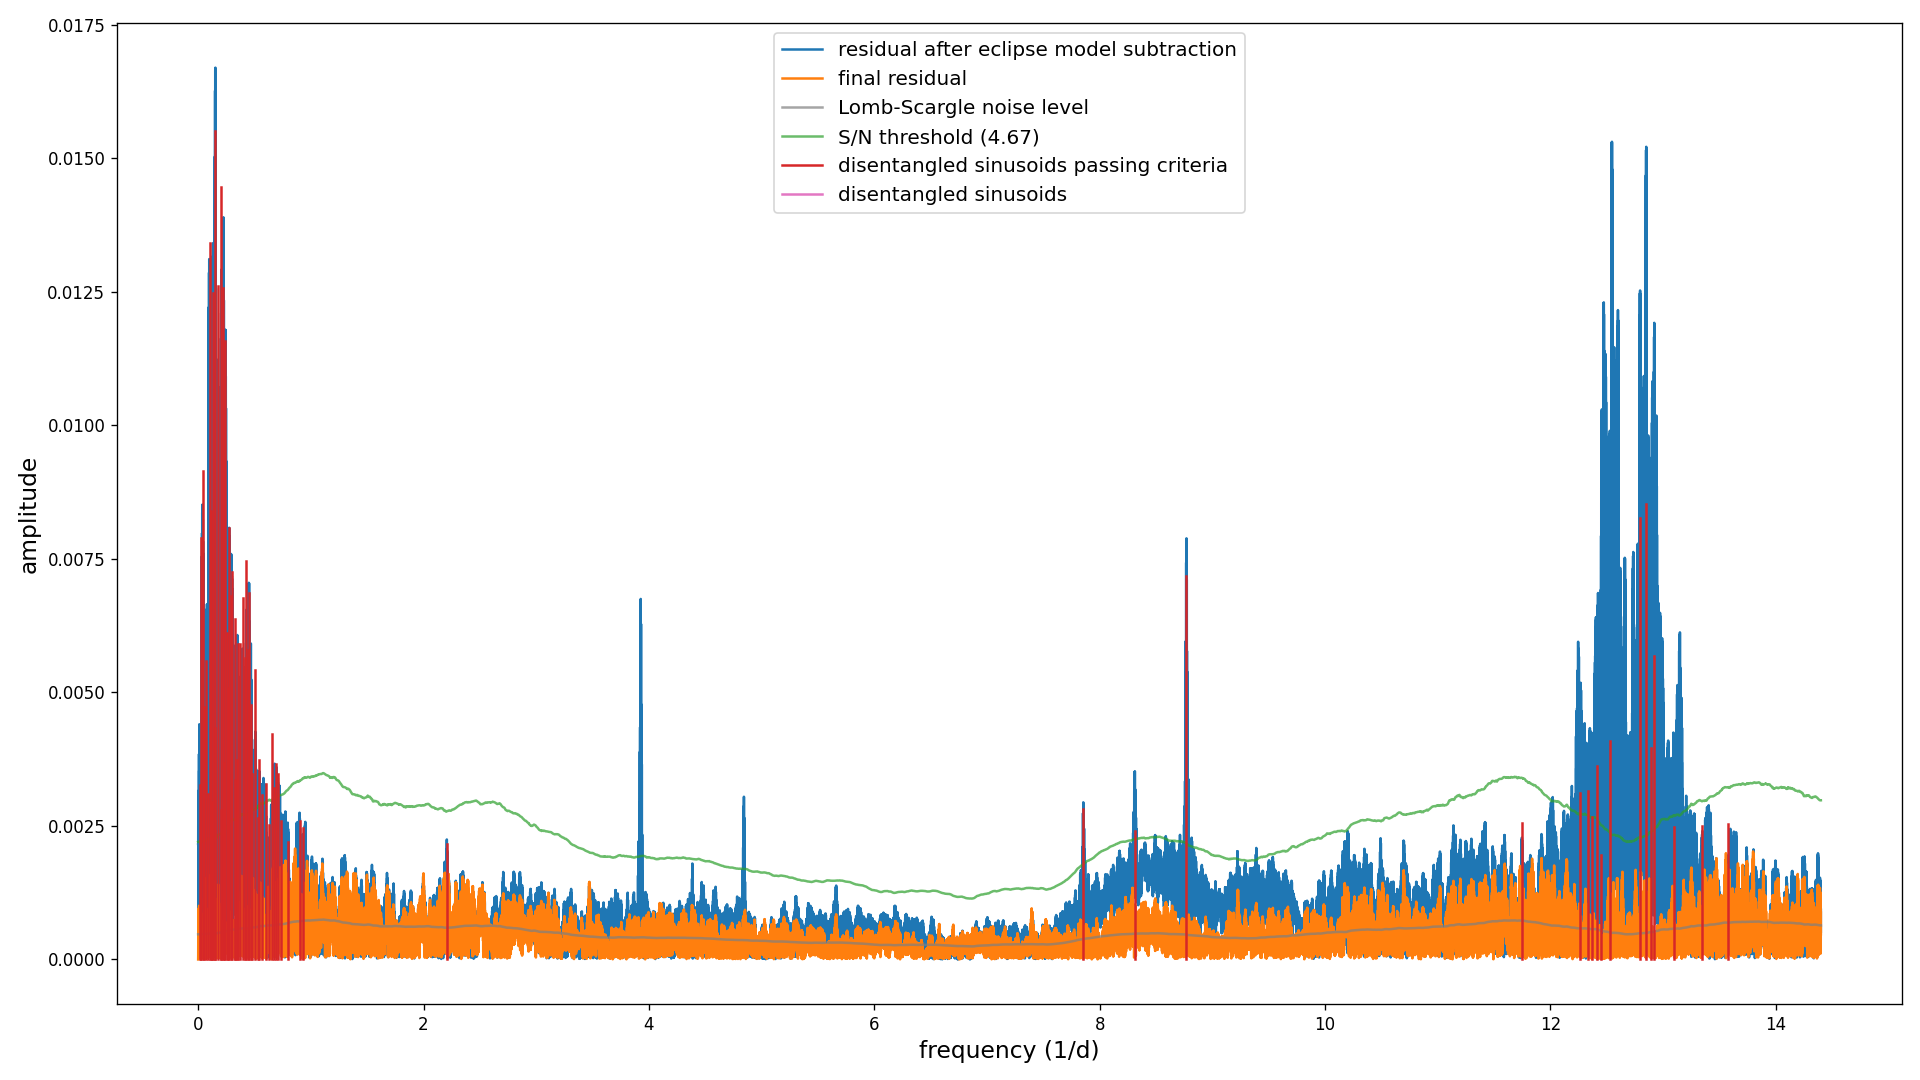 0.0175
0.0150
0.0125
0.0100
0.0075
0.0050
0.0025
0.0000
amplitude
residual after eclipse model subtraction
final residual
Lomb-Scargle noise level
S/N threshold (4.67)
disentangled sinusoids passing criteria
disentangled sinusoids
0 2 4 6 8 10 12 14
frequency (1/d)